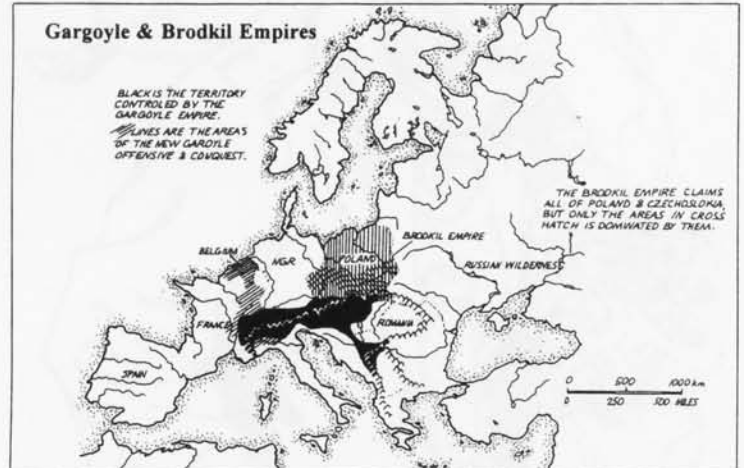 Gargoyle & Brodkil Empires
BLACK IS THE TERRITORY
CONTROLED BY THE
GARGOYLE EMPIRE.
LINES ARE THE AREAS
OF THE NEW GAROYLE
OFFENSIVE & CONQUEST.
THE BRODKIL EMPIRE CLAIMS
ALL OF POLAND & CZECHOSLOKIA,
BUT ONLY THE AREAS IN CROSS
HATCH IS DOMINATED BY THEM.
BRODKIL EMPIRE
BELGIUM
NGR
POLAND
RUSSIAN WILDERNESS
FRANCE
ROMANIA
SPAIN
0 500 1000 km
0 250 500 MILES